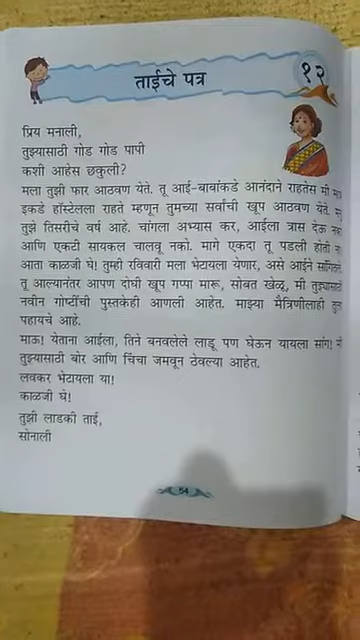 ताईचे पत्र
१२
प्रिय मनाली,
तुझ्यासाठी गोड गोड पापी
कशी आहेस छकुली?
मला तुझी फार आठवण येते. तू आई-बाबांकडे आनंदाने राहतेस मी मात्र
इकडे हॉस्टेलला राहते म्हणून तुमच्या सर्वांची खूप आठवण येते.
तुझे तिसरीचे वर्ष आहे. चांगला अभ्यास कर, आईला त्रास देऊ नको
आणि एकटी सायकल चालवू नको. मागे एकदा तू पडली होती
आता काळजी घे! तुम्ही रविवारी मला भेटायला येणार, असे आईने सांगितले.
तू आल्यानंतर आपण दोघी खूप गप्पा मारू, सोबत खेळू, मी तुझ्यासाठी
नवीन गोष्टींची पुस्तकेही आणली आहेत. माझ्या मैत्रिणीलाही तुला
पहायचे आहे.
माऊ! येताना आईला, तिने बनवलेले लाडू पण घेऊन यायला सांग! मी
तुझ्यासाठी बोर आणि चिंचा जमवून ठेवल्या आहेत.
लवकर भेटायला या!
काळजी घे!
तुझी लाडकी ताई,
सोनाली